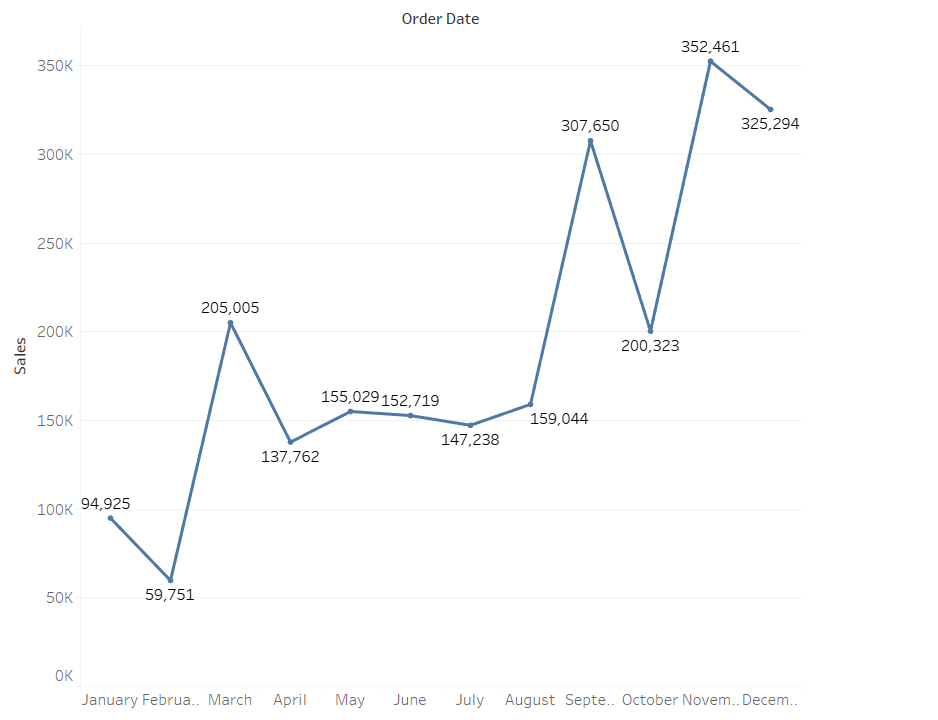 Order Date
352,461
350K
325,294
307,650
300K
250K
205,005
200K
200,323
Sales
155,029 152,719
150K
159,044
147,238
137,762
100K
94,925
59,751
50K
0K
January Februa.. March April May June July August Septe.. October Novem.. Decem..